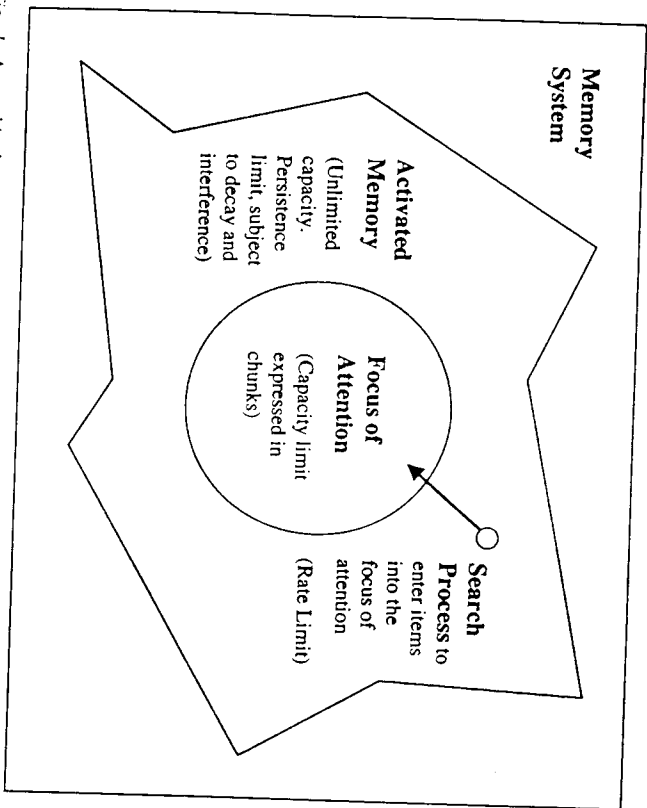 Memory
System
Activated
Memory
(Unlimited
capacity.
Persistence
limit, subject
to decay and
interference)
Focus of
Attention
(Capacity limit
expressed in
chunks)
Search
Process to
enter items
into the
focus of
attention
(Rate Limit)